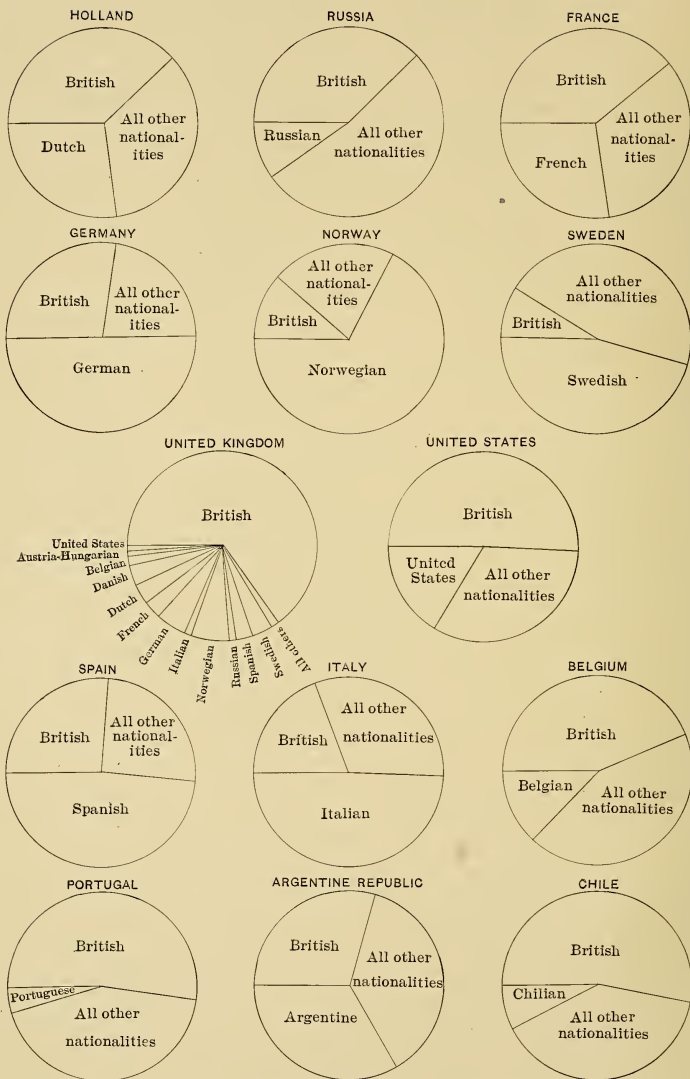 HOLLAND
British
Dutch
All other
national-
ities
RUSSIA
British
Russian
All other
nationalities
FRANCE
British
French
All other
national-
ities
GERMANY
British
All other
national-
ities
German
NORWAY
All other
national-
ities
British
Norwegian
SWEDEN
All other
nationalities
British
Swedish
UNITED KINGDOM
British
United States
Austria-Hungarian
Belgian
Danish
Dutch
French
German
Italian
Norwegian
Russian
Spanish
Swedish
All others
UNITED STATES
British
United
States
All other
nationalities
SPAIN
British
All other
national-
ities
Spanish
ITALY
British
All other
nationalities
Italian
BELGIUM
British
Belgian
All other
nationalities
PORTUGAL
British
Portuguese
All other
nationalities
ARGENTINE REPUBLIC
British
All other
nationalities
Argentine
CHILE
British
Chilian
All other
nationalities